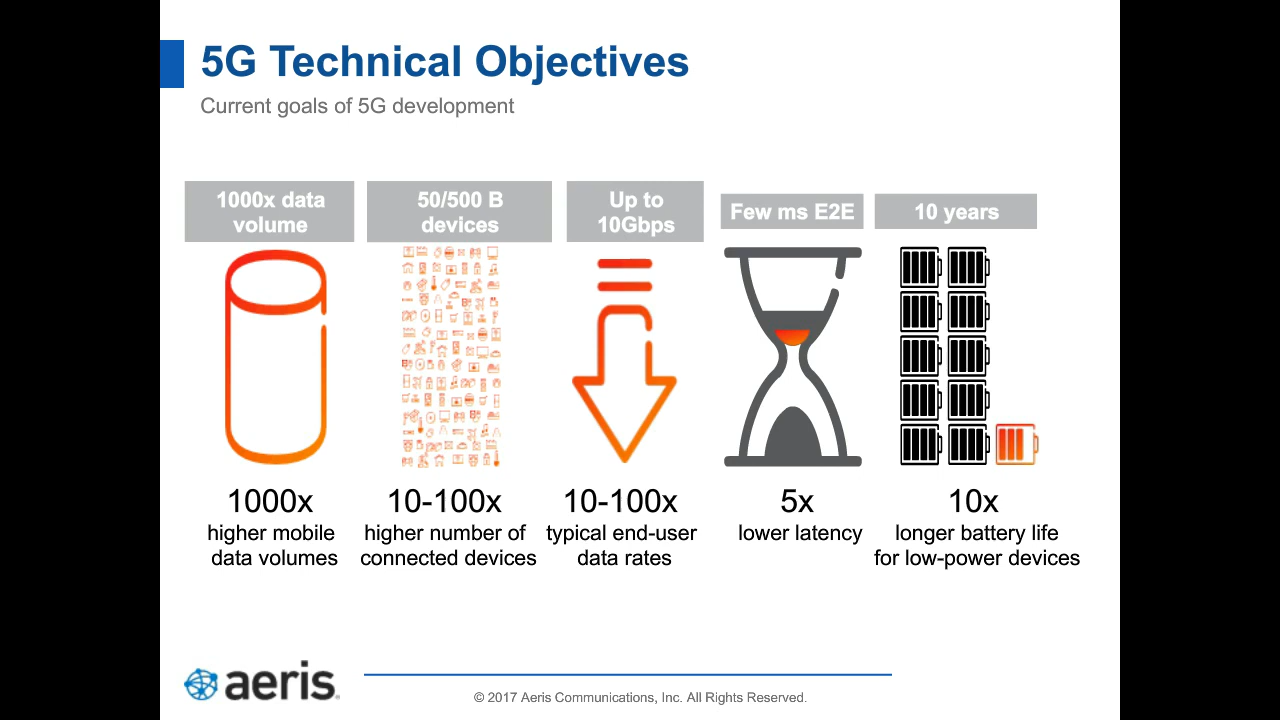 5G Technical Objectives
Current goals of 5G development
1000x data
volume
50/500 B
devices
Up to
10Gbps
Few ms E2E
10 years
1000x
higher mobile
data volumes
10-100x
higher number of
connected devices
10-100x
typical end-user
data rates
5x
lower latency
10x
longer battery life
for low-power devices
aeris
© 2017 Aeris Communications, Inc. All Rights Reserved.